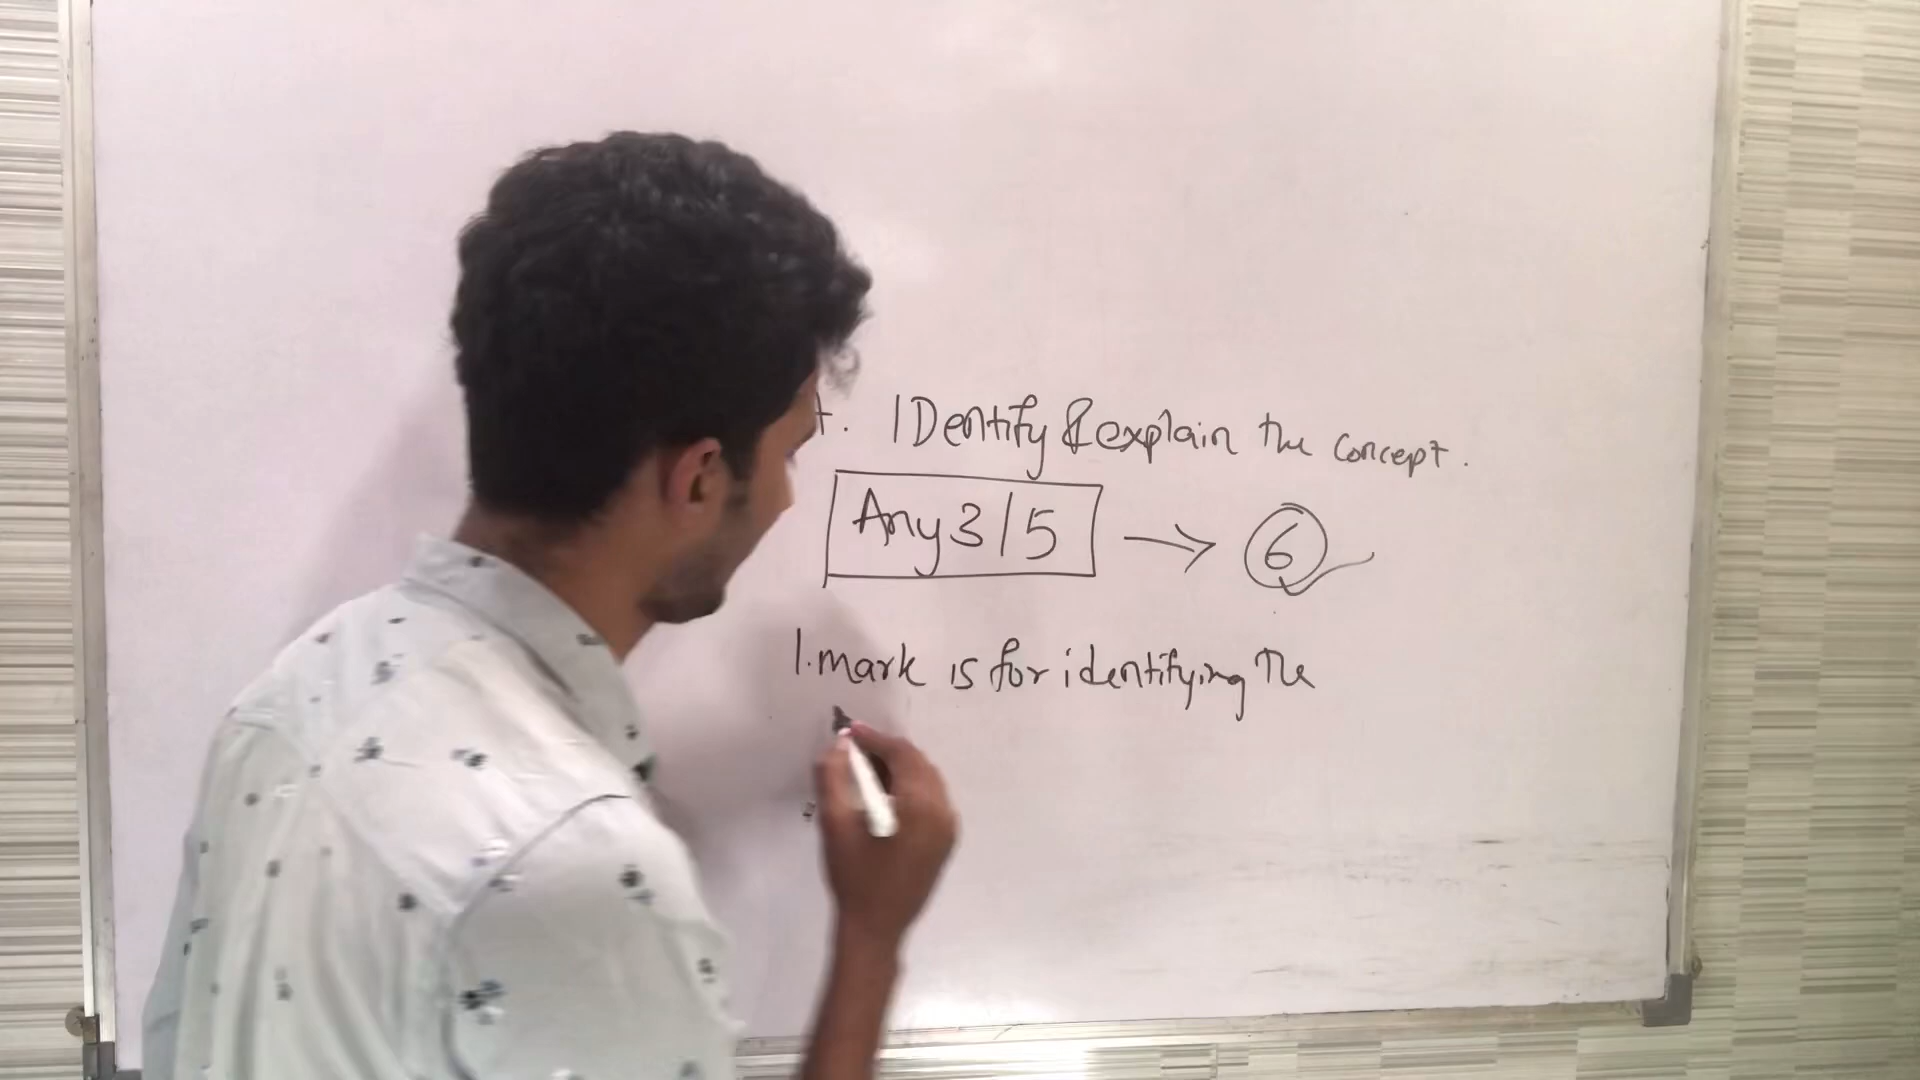 . IDentify & explain the concept.
Any 3/5 → 6
1. mark is for identifying the